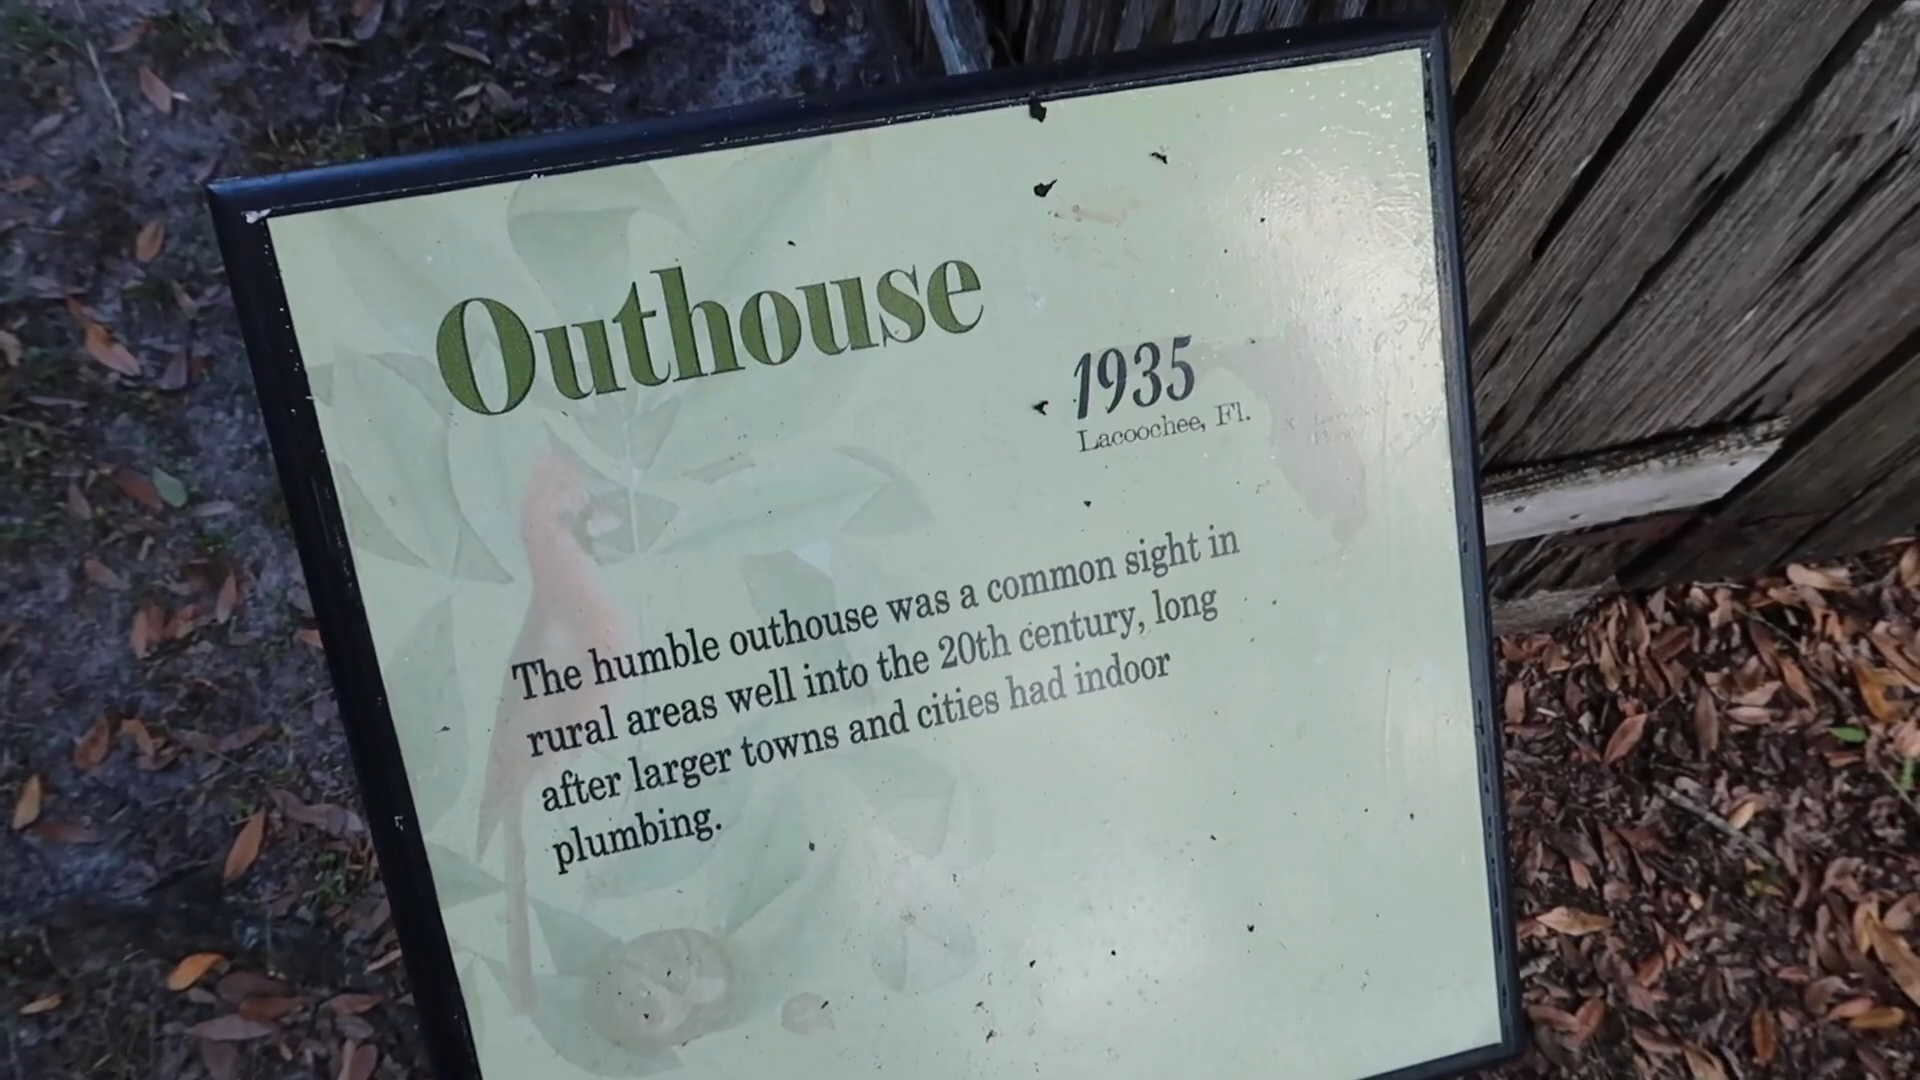 Outhouse
1935
Lacoochee, Fl.
The humble outhouse was a common sight in
rural areas well into the 20th century, long
after larger towns and cities had indoor
plumbing.